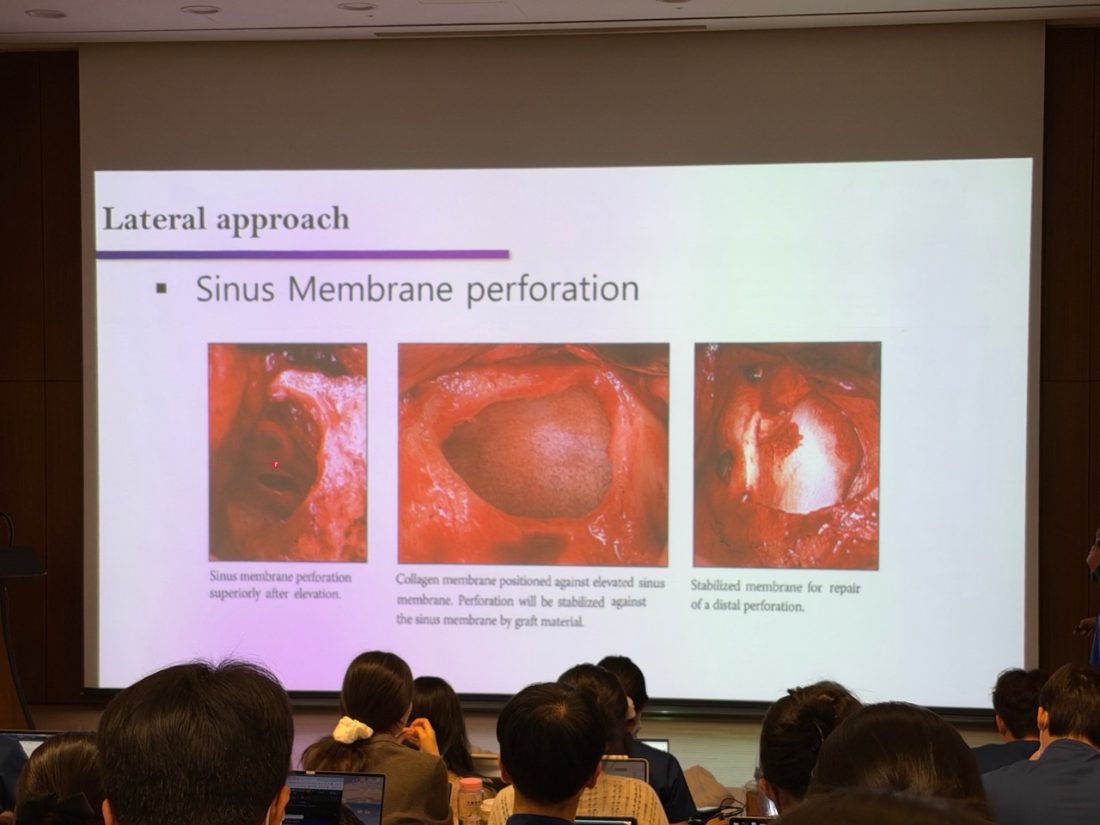 Lateral approach
▪ Sinus Membrane perforation
Sinus membrane perforation
superiorly after elevation.
Collagen membrane positioned against elevated sinus
membrane. Perforation will be stabilized against
the sinus membrane by graft material.
Stabilized membrane for repair
of a distal perforation.